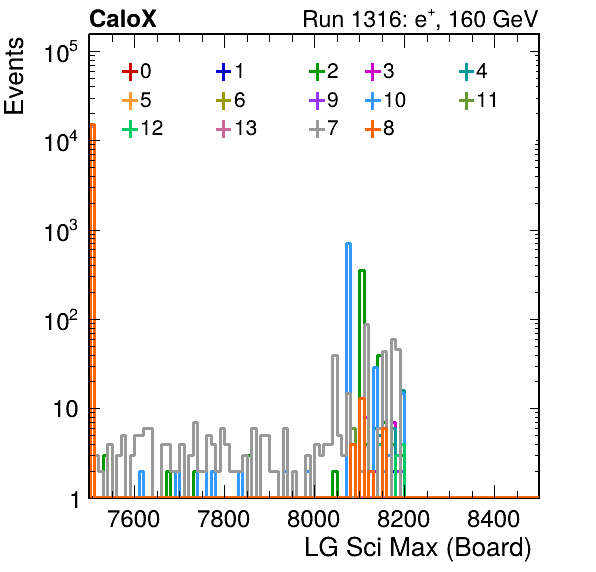 CaloX Run 1316: e⁺, 160 GeV
Events
10⁵
0 1 2 3 4
5 6 9 10 11
12 13 7 8
10⁴
10³
10²
10
1
7600 7800 8000 8200 8400
LG Sci Max (Board)